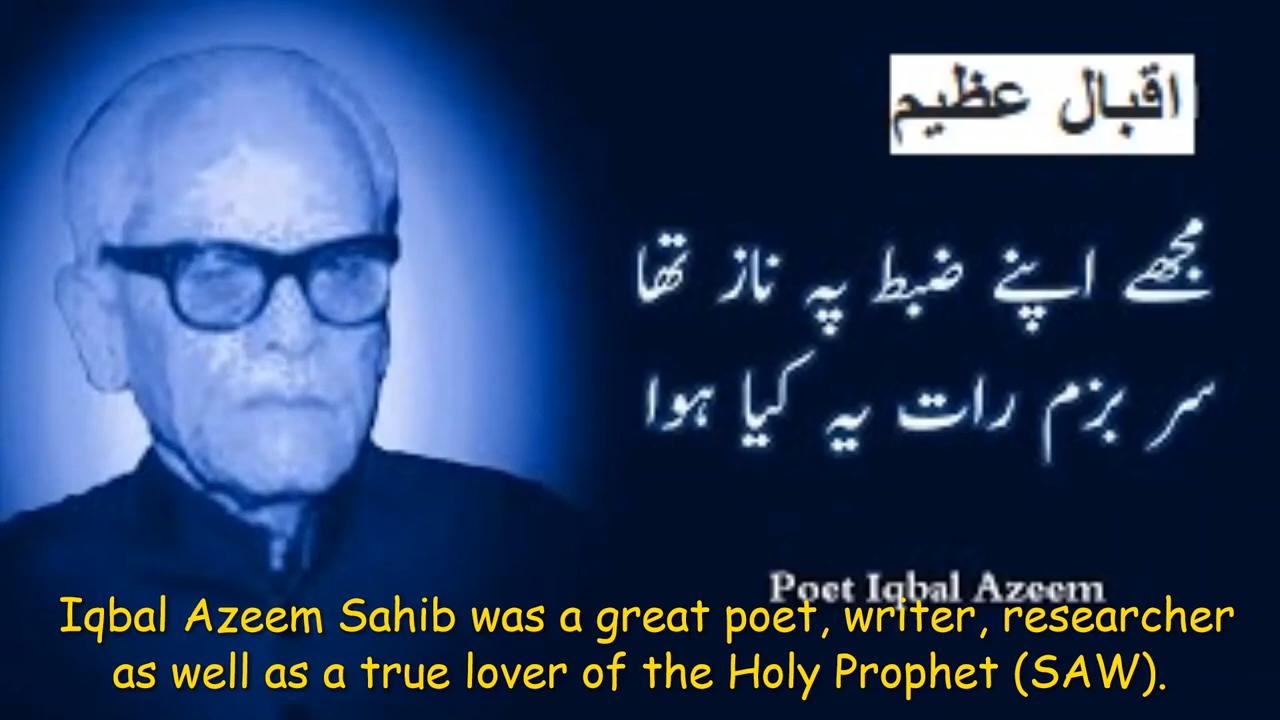 اقبال عظیم
مجھے اپنے ضبط پہ ناز تھا
سر بزم رات یہ کیا ہوا
Poet Iqbal Azeem
Iqbal Azeem Sahib was a great poet, writer, researcher
as well as a true lover of the Holy Prophet (SAW).